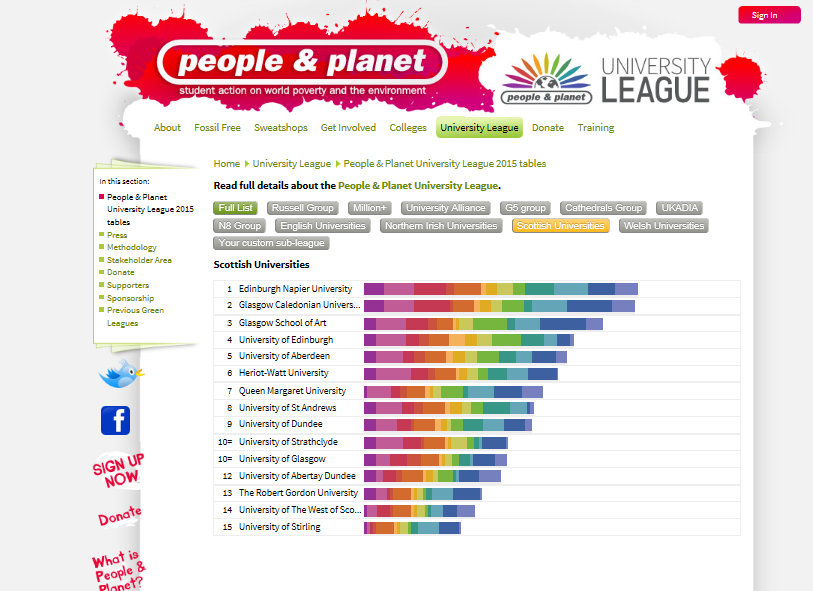 Sign In
people & planet
student action on world poverty and the environment
people & planet
UNIVERSITY
LEAGUE
About Fossil Free Sweatshops Get Involved Colleges University League Donate Training
In this section:
People & Planet
University League 2015
tables
Press
Methodology
Stakeholder Area
Donate
Supporters
Sponsorship
Previous Green
Leagues
SIGN UP
NOW
Donate
What is
People &
Planet?
Home University League People & Planet University League 2015 tables
Read full details about the People & Planet University League.
Full List Russell Group Million+ University Alliance G5 group Cathedrals Group UKADIA
N8 Group English Universities Northern Irish Universities Scottish Universities Welsh Universities
Your custom sub-league
Scottish Universities
1 Edinburgh Napier University
2 Glasgow Caledonian Univers...
3 Glasgow School of Art
4 University of Edinburgh
5 University of Aberdeen
6 Heriot-Watt University
7 Queen Margaret University
8 University of St Andrews
9 University of Dundee
10= University of Strathclyde
10= University of Glasgow
12 University of Abertay Dundee
13 The Robert Gordon University
14 University of The West of Sco...
15 University of Stirling